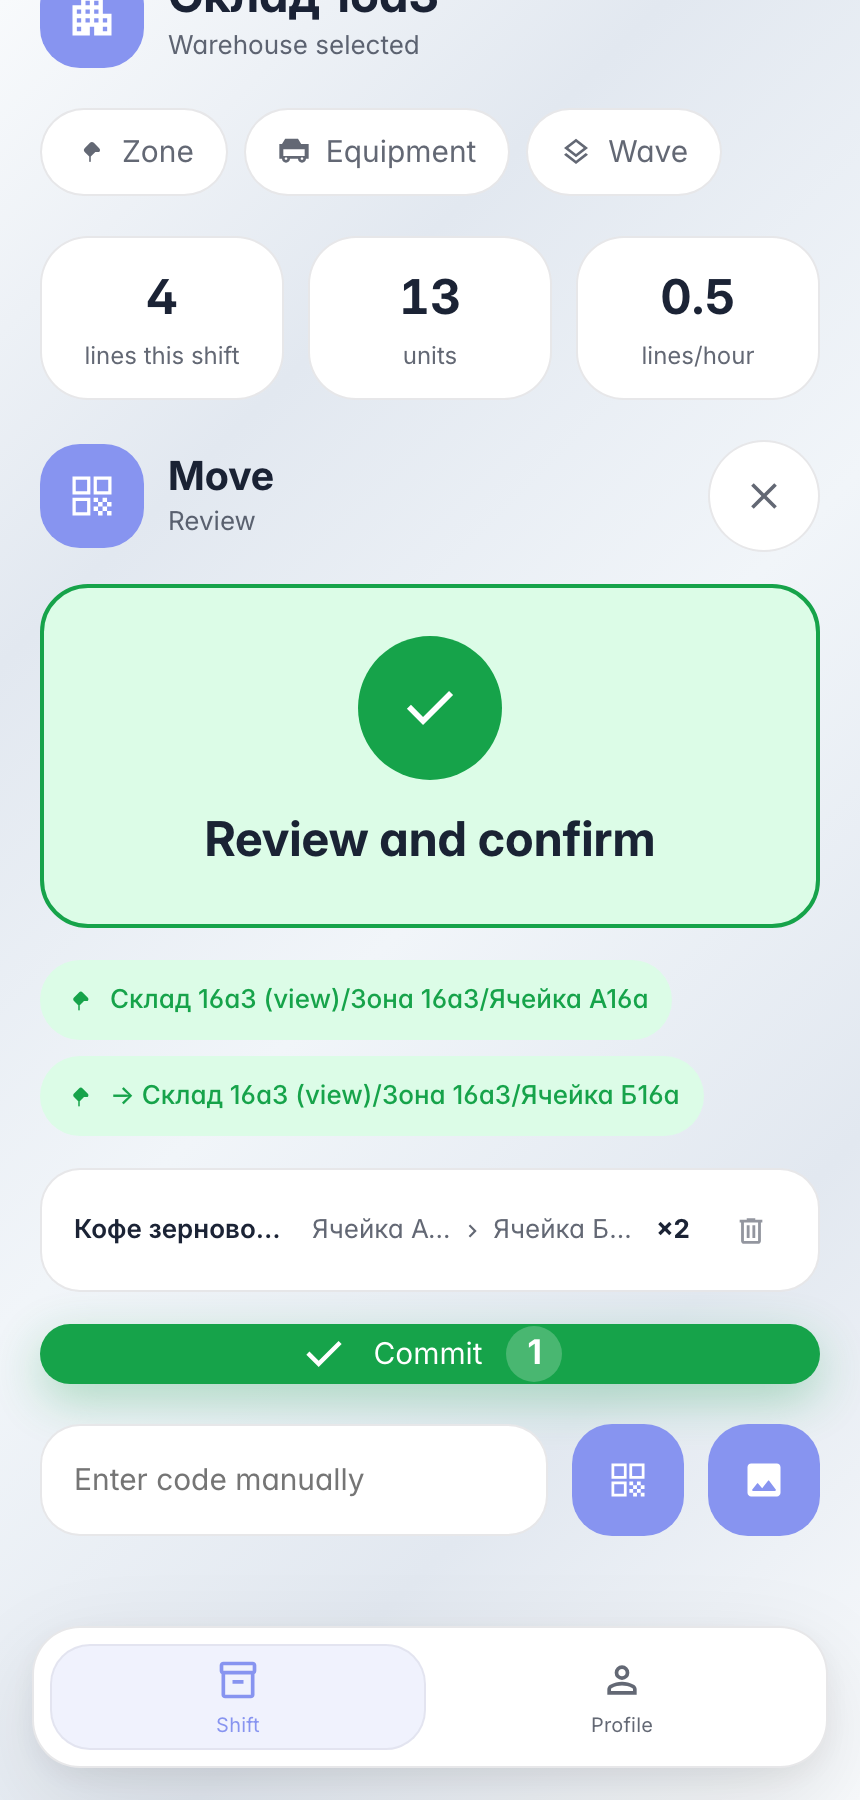 Склад 16а3
Warehouse selected
Zone
Equipment
Wave
4
13
0.5
lines this shift
units
lines/hour
Move
Review
Review and confirm
Склад 16а3 (view)/Зона 16а3/Ячейка А16а
→ Склад 16а3 (view)/Зона 16а3/Ячейка Б16а
Кофе зерново... Ячейка А... › Ячейка Б... ×2
Commit 1
Enter code manually
Shift
Profile